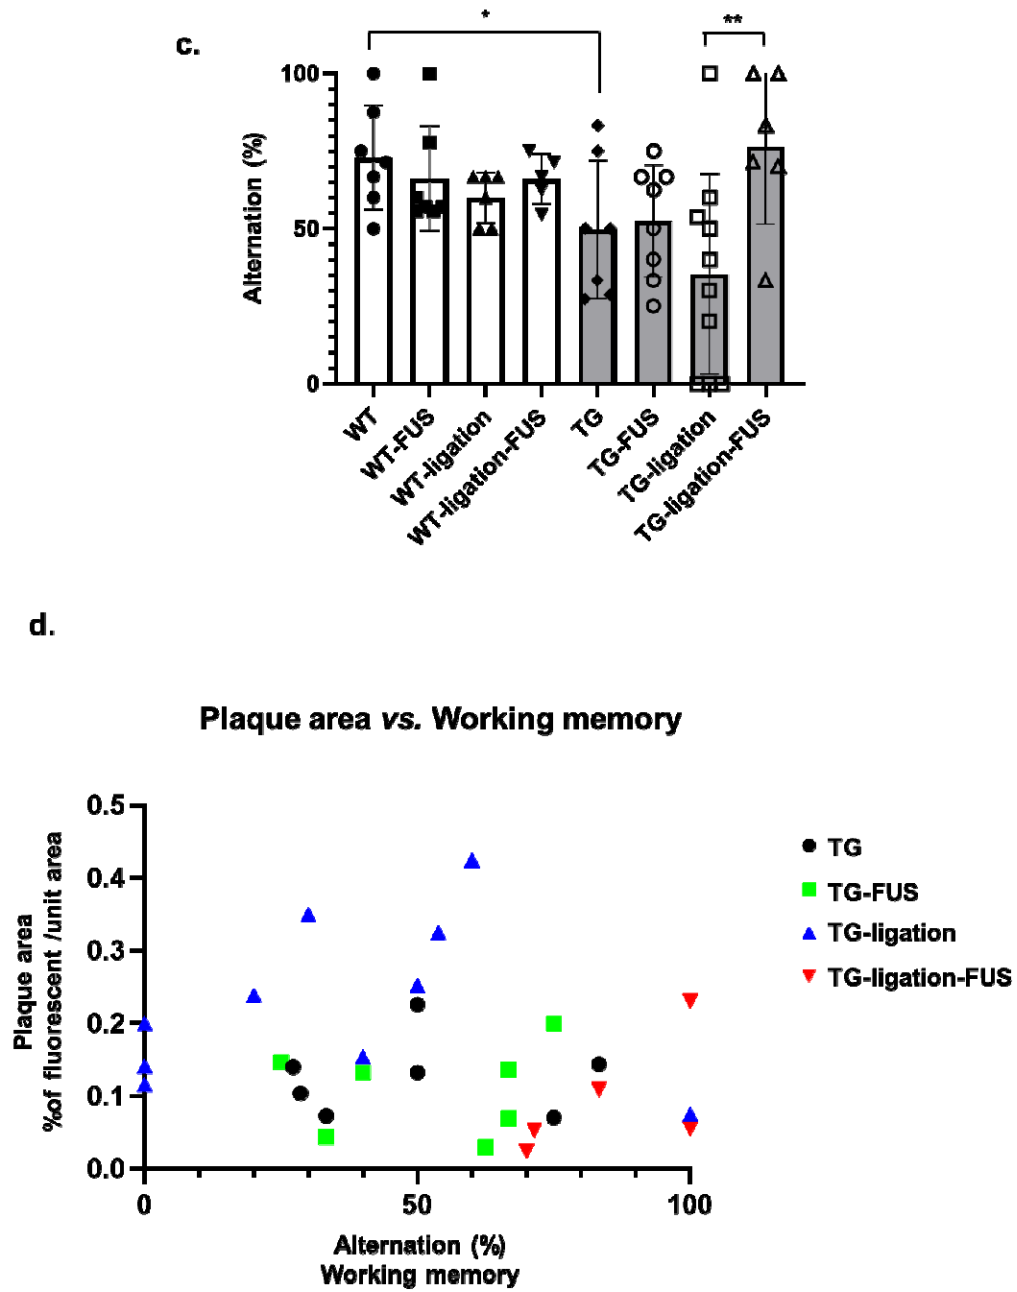 c.
*
**
100
50
0
Alternation (%)
WT
WT-FUS
WT-ligation
WT-ligation-FUS
TG
TG-FUS
TG-ligation
TG-ligation-FUS
d.
Plaque area vs. Working memory
0.5
0.4
0.3
0.2
0.1
0.0
Plaque area
%of fluorescent /unit area
0
50
100
Alternation (%)
Working memory
TG
TG-FUS
TG-ligation
TG-ligation-FUS